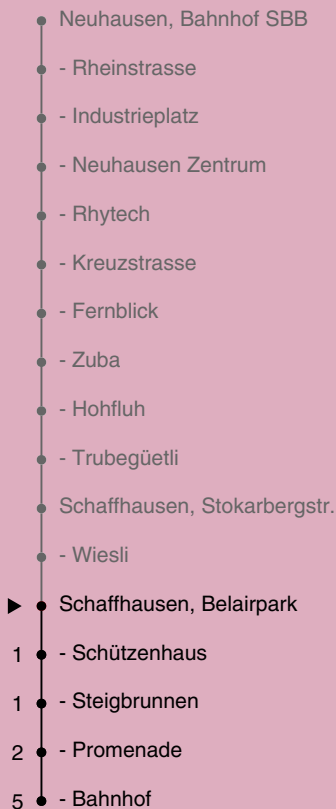 Neuhausen, Bahnhof SBB
- Rheinstrasse
- Industrieplatz
- Neuhausen Zentrum
- Rhytech
- Kreuzstrasse
- Fernblick
- Zuba
- Hohfluh
- Trubegüetli
Schaffhausen, Stokarbergstr.
- Wiesli
Schaffhausen, Belairpark
1 - Schützenhaus
1 - Steigbrunnen
2 - Promenade
5 - Bahnhof